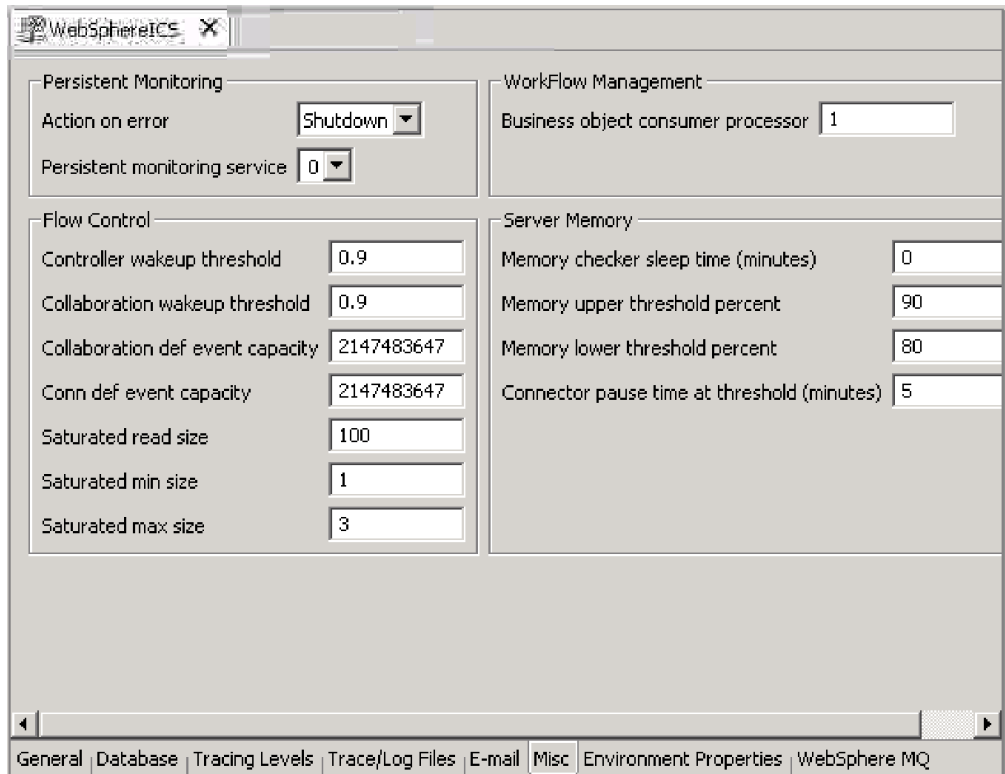 WebSphereICS
Persistent Monitoring
Action on error Shutdown
Persistent monitoring service 0
WorkFlow Management
Business object consumer processor 1
Flow Control
Controller wakeup threshold 0.9
Collaboration wakeup threshold 0.9
Collaboration def event capacity 2147483647
Conn def event capacity 2147483647
Saturated read size 100
Saturated min size 1
Saturated max size 3
Server Memory
Memory checker sleep time (minutes) 0
Memory upper threshold percent 90
Memory lower threshold percent 80
Connector pause time at threshold (minutes) 5
General Database Tracing Levels Trace/Log Files E-mail Misc Environment Properties WebSphere MQ